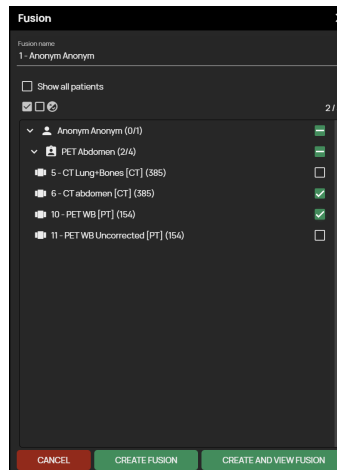 Fusion
Fusion name
1 - Anonym Anonym
Show all patients
2 /
Anonym Anonym (0/1)
PET Abdomen (2/4)
5 - CT Lung+Bones [CT] (385)
6 - CT abdomen [CT] (385)
10 - PET WB [PT] (154)
11 - PET WB Uncorrected [PT] (154)
CANCEL
CREATE FUSION
CREATE AND VIEW FUSION